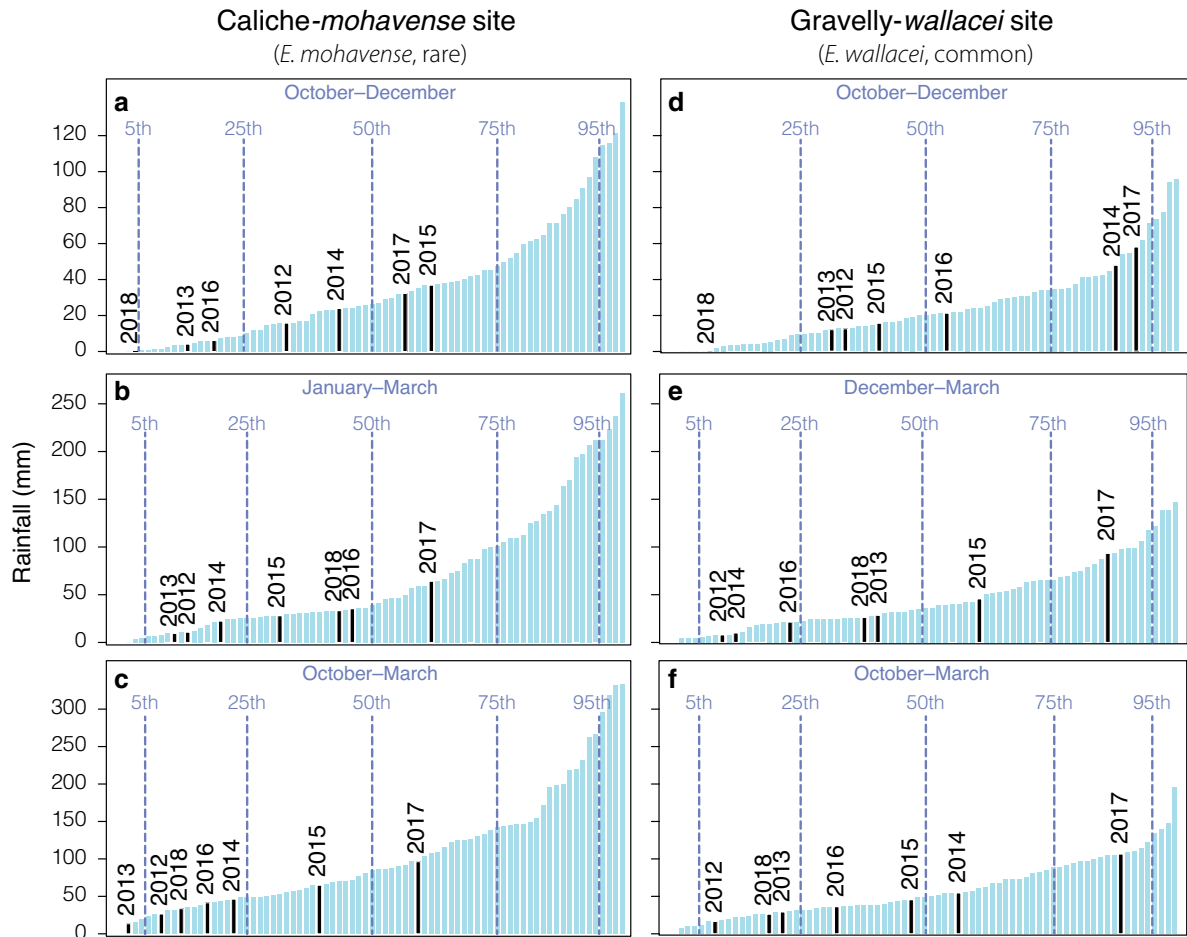 Caliche-mohavense site
(E. mohavense, rare)
Gravelly-wallacei site
(E. wallacei, common)
Rainfall (mm)
a
October–December
5th 25th 50th 75th 95th
120
100
80
60
40
20
0
2018 2013 2016 2012 2014 2017 2015
d
October–December
25th 50th 75th 95th
2018 2013 2012 2015 2016 2014 2017
b
January–March
5th 25th 50th 75th 95th
250
200
150
100
50
0
2013 2012 2014 2015 2018 2016 2017
e
December–March
5th 25th 50th 75th 95th
2012 2014 2016 2018 2013 2015 2017
c
October–March
5th 25th 50th 75th 95th
300
250
200
150
100
50
0
2013 2012 2018 2016 2014 2015 2017
f
October–March
5th 25th 50th 75th 95th
2012 2018 2013 2016 2015 2014 2017